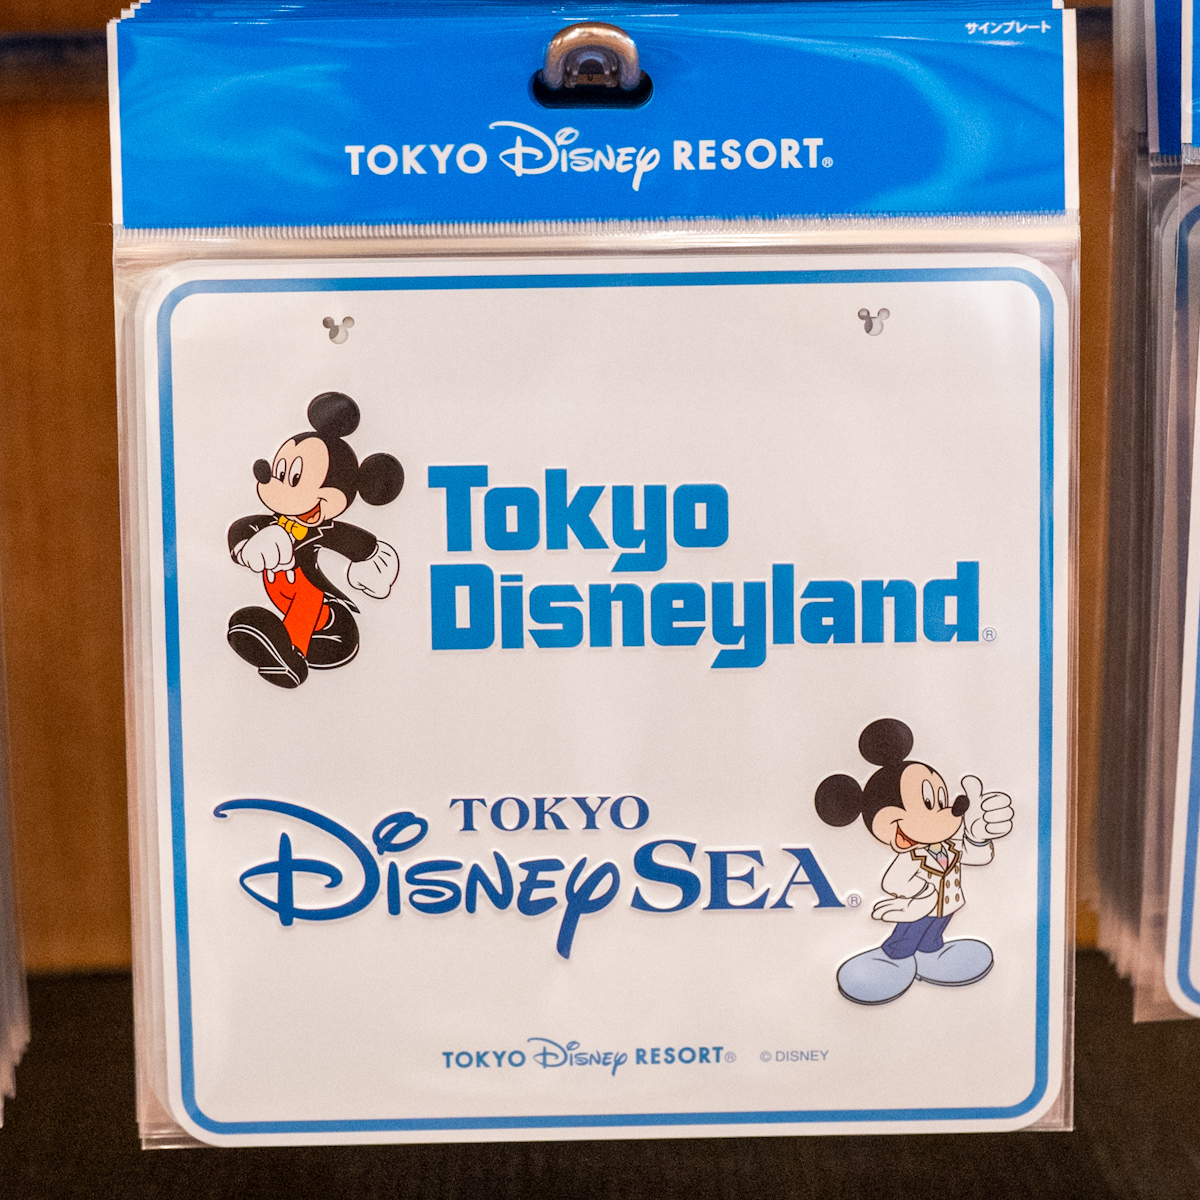 サインプレート
TOKYO Disney RESORT®
Tokyo
Disneyland®
TOKYO
DISNEYSEA®
TOKYO Disney RESORT® © DISNEY